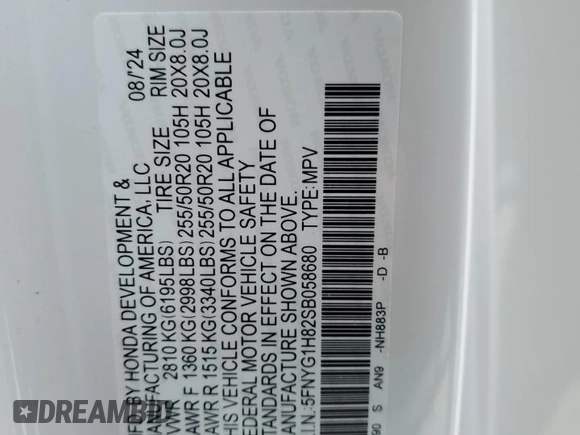 MFD. BY HONDA DEVELOPMENT & 08/'24
MANUFACTURING OF AMERICA, LLC
GVWR 2810 KG(6195LBS) TIRE SIZE RIM SIZE
GAWR F 1360 KG(2998LBS) 255/50R20 105H 20X8.0J
GAWR R 1515 KG(3340LBS) 255/50R20 105H 20X8.0J
THIS VEHICLE CONFORMS TO ALL APPLICABLE
FEDERAL MOTOR VEHICLE SAFETY
STANDARDS IN EFFECT ON THE DATE OF
MANUFACTURE SHOWN ABOVE.
V.I.N.:5FNYG1H82SB058680 TYPE:MPV
90 S AN9 -NH883P -D -B
DREAMBID